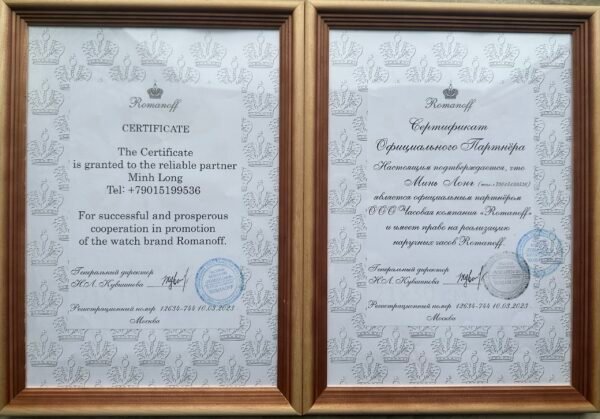 Romanoff
CERTIFICATE
The Certificate
is granted to the reliable partner
Minh Long
Tel: +79015199536
For successful and prosperous
cooperation in promotion
of the watch brand Romanoff.
Генеральный директор
Н.А. Кувитнова
Регистрационный номер 12634-744 10.03.2023
Москва
Romanoff
Сертификат
Официального Партнёра
Настоящим подтверждается, что
Минь Лонг
является официальным партнёром
ООО Часовая компания «Romanoff»
и имеет право на реализацию
наручных часов Romanoff.
Генеральный директор
Н.А. Кувитнова
Регистрационный номер 12634-744 10.03.2023
Москва